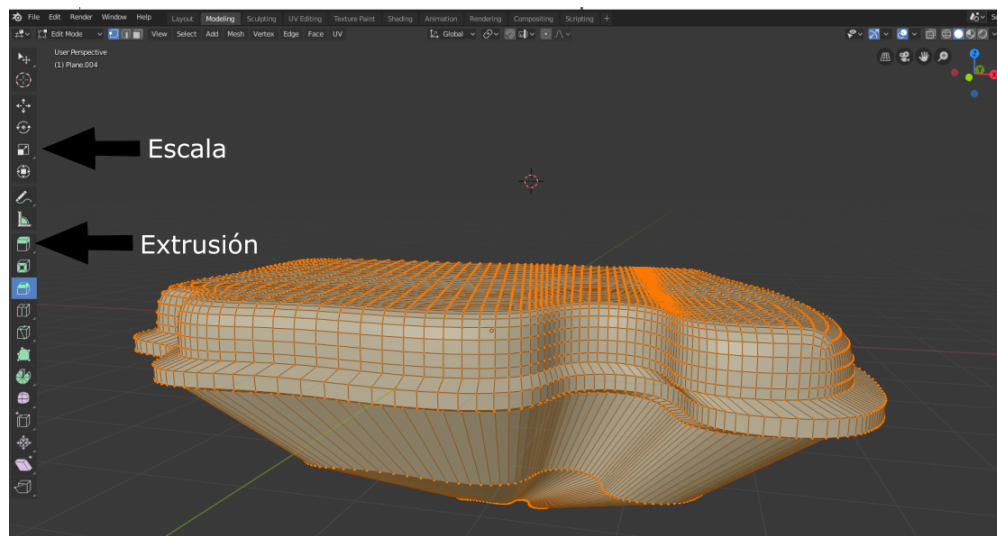 File Edit Render Window Help Layout Modeling Sculpting UV Editing Texture Paint Shading Animation Rendering Compositing Scripting +
Edit Mode View Select Add Mesh Vertex Edge Face UV Global
User Perspective
(1) Plane.004
Escala
Extrusión